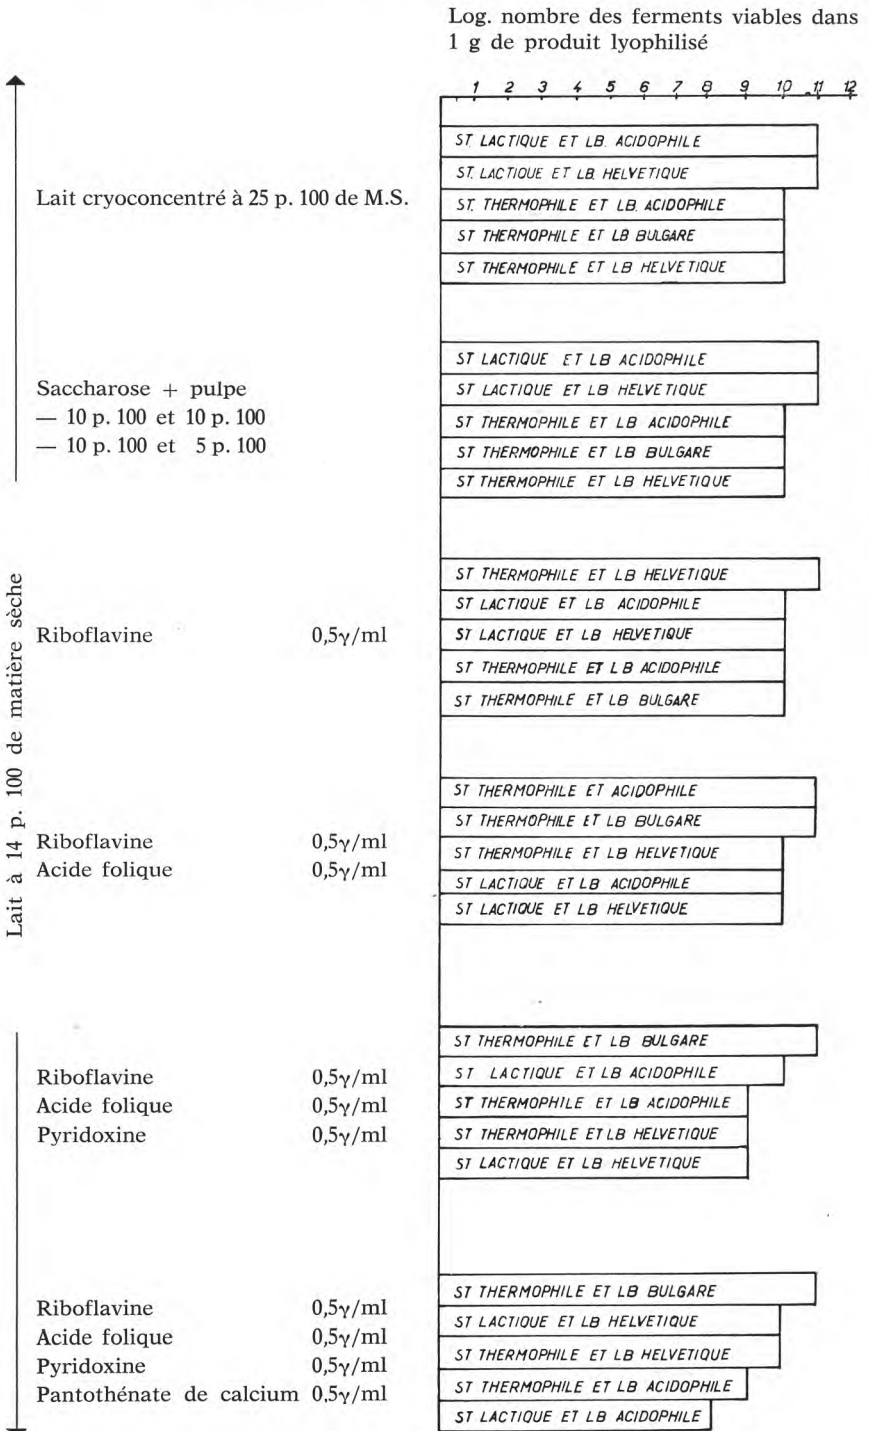 Log. nombre des ferments viables dans
1 g de produit lyophilisé
1 2 3 4 5 6 7 8 9 10 11 12
ST. LACTIQUE ET LB. ACIDOPHILE
ST. LACTIQUE ET LB. HELVETIQUE
Lait cryoconcentré à 25 p. 100 de M.S.
ST. THERMOPHILE ET LB. ACIDOPHILE
ST THERMOPHILE ET LB BULGARE
ST THERMOPHILE ET LB HELVETIQUE
ST LACTIQUE ET LB ACIDOPHILE
Saccharose + pulpe
ST LACTIQUE ET LB HELVETIQUE
— 10 p. 100 et 10 p. 100
ST THERMOPHILE ET LB ACIDOPHILE
— 10 p. 100 et 5 p. 100
ST THERMOPHILE ET LB BULGARE
ST THERMOPHILE ET LB HELVETIQUE
Lait à 14 p. 100 de matière sèche
ST THERMOPHILE ET LB HELVETIQUE
ST LACTIQUE ET LB ACIDOPHILE
Riboflavine 0,5γ/ml
ST LACTIQUE ET LB HELVETIQUE
ST THERMOPHILE ET LB ACIDOPHILE
ST THERMOPHILE ET LB BULGARE
ST THERMOPHILE ET ACIDOPHILE
ST THERMOPHILE ET LB BULGARE
Riboflavine 0,5γ/ml
ST THERMOPHILE ET LB HELVETIQUE
Acide folique 0,5γ/ml
ST LACTIQUE ET LB ACIDOPHILE
ST LACTIQUE ET LB HELVETIQUE
ST THERMOPHILE ET LB BULGARE
Riboflavine 0,5γ/ml
ST LACTIQUE ET LB ACIDOPHILE
Acide folique 0,5γ/ml
ST THERMOPHILE ET LB ACIDOPHILE
Pyridoxine 0,5γ/ml
ST THERMOPHILE ET LB HELVETIQUE
ST LACTIQUE ET LB HELVETIQUE
ST THERMOPHILE ET LB BULGARE
Riboflavine 0,5γ/ml
ST LACTIQUE ET LB HELVETIQUE
Acide folique 0,5γ/ml
ST THERMOPHILE ET LB HELVETIQUE
Pyridoxine 0,5γ/ml
ST THERMOPHILE ET LB ACIDOPHILE
Pantothénate de calcium 0,5γ/ml
ST LACTIQUE ET LB ACIDOPHILE